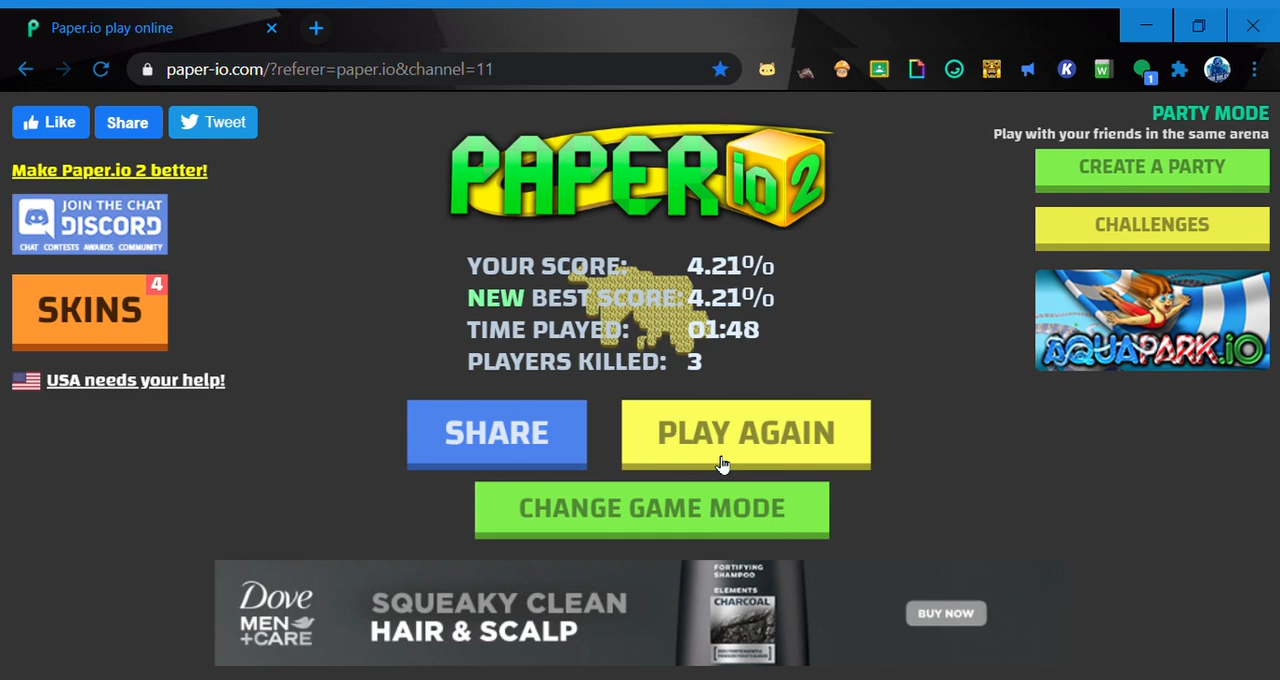 Paper.io play online
paper-io.com/?referer=paper.io&channel=11
W
K
1
Like
Share
Tweet
Make Paper.io 2 better!
JOIN THE CHAT
DISCORD
CHAT CONTESTS AWARDS COMMUNITY
SKINS
4
USA needs your help!
PAPER io 2
YOUR SCORE: 4.21%
NEW BEST SCORE: 4.21%
TIME PLAYED: 01:48
PLAYERS KILLED: 3
SHARE
PLAY AGAIN
CHANGE GAME MODE
PARTY MODE
Play with your friends in the same arena
CREATE A PARTY
CHALLENGES
AQUAPARK.IO
Dove
MEN
+CARE
SQUEAKY CLEAN
HAIR & SCALP
FORTIFYING
SHAMPOO
ELEMENTS
CHARCOAL
BUY NOW